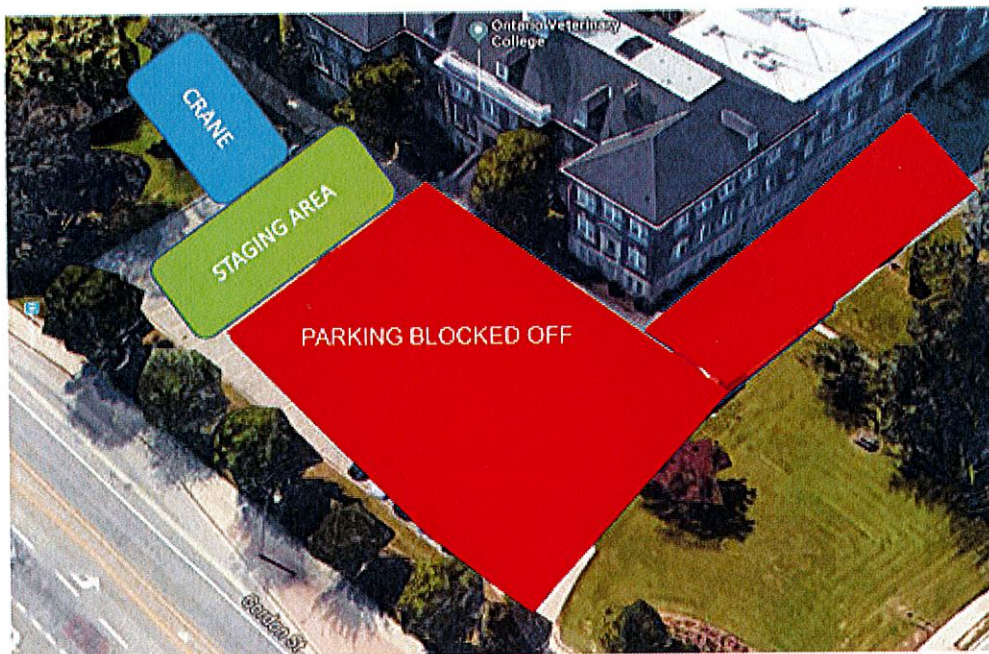 Ontario Veterinary
College
CRANE
STAGING AREA
PARKING BLOCKED OFF
Gordon St